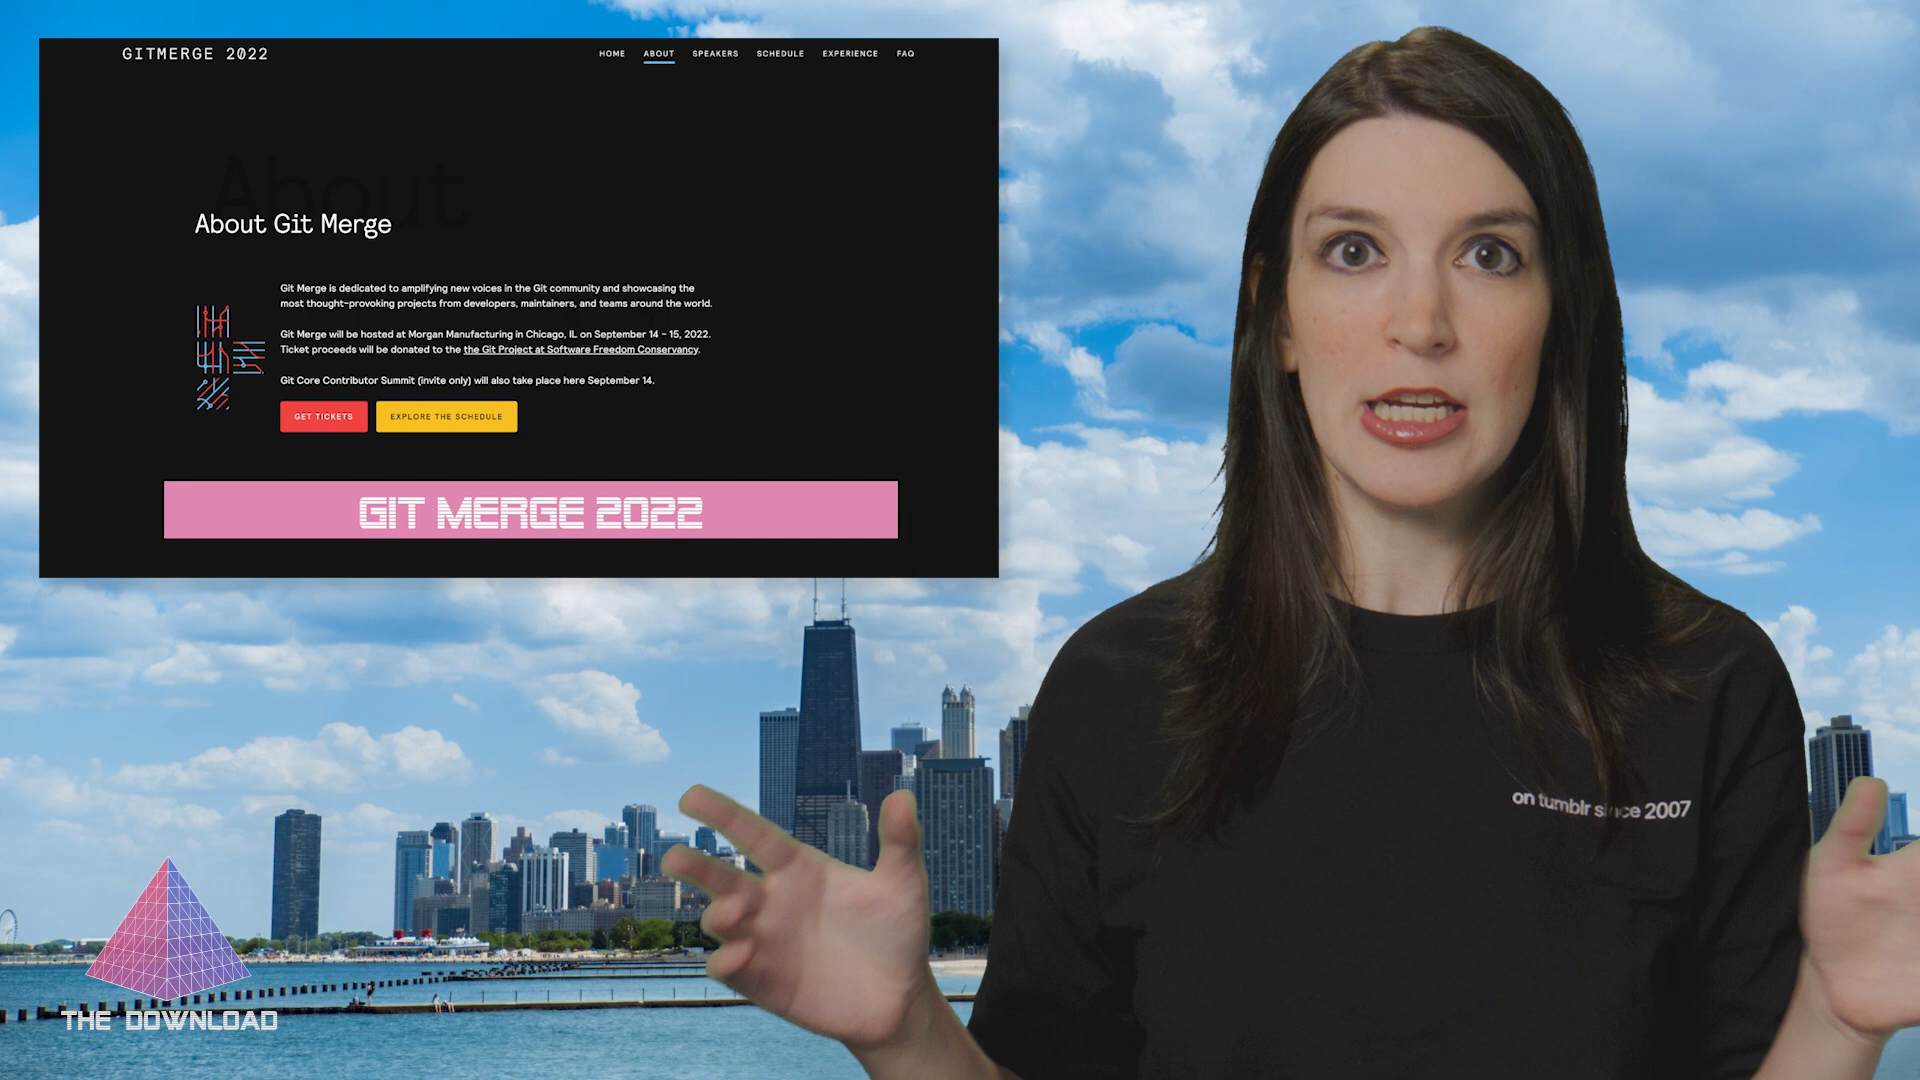 GITMERGE 2022
HOME ABOUT SPEAKERS SCHEDULE EXPERIENCE FAQ
About
About Git Merge
Git Merge is dedicated to amplifying new voices in the Git community and showcasing the
most thought-provoking projects from developers, maintainers, and teams around the world.
Git Merge will be hosted at Morgan Manufacturing in Chicago, IL on September 14 - 15, 2022.
Ticket proceeds will be donated to the the Git Project at Software Freedom Conservancy.
Git Core Contributor Summit (invite only) will also take place here September 14.
GET TICKETS
EXPLORE THE SCHEDULE
GIT MERGE 2022
on tumblr since 2007
THE DOWNLOAD